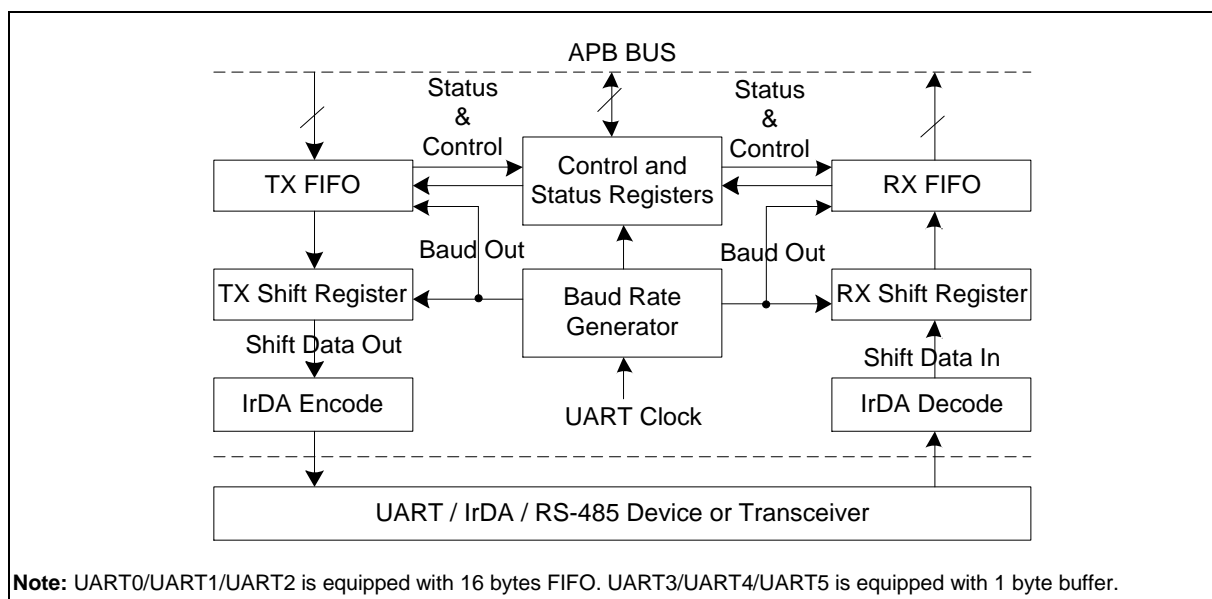 APB BUS
Status
&
Control
Status
&
Control
TX FIFO
Control and
Status Registers
RX FIFO
Baud Out
Baud Out
TX Shift Register
Baud Rate
Generator
RX Shift Register
Shift Data Out
Shift Data In
IrDA Encode
UART Clock
IrDA Decode
UART / IrDA / RS-485 Device or Transceiver
Note: UART0/UART1/UART2 is equipped with 16 bytes FIFO. UART3/UART4/UART5 is equipped with 1 byte buffer.